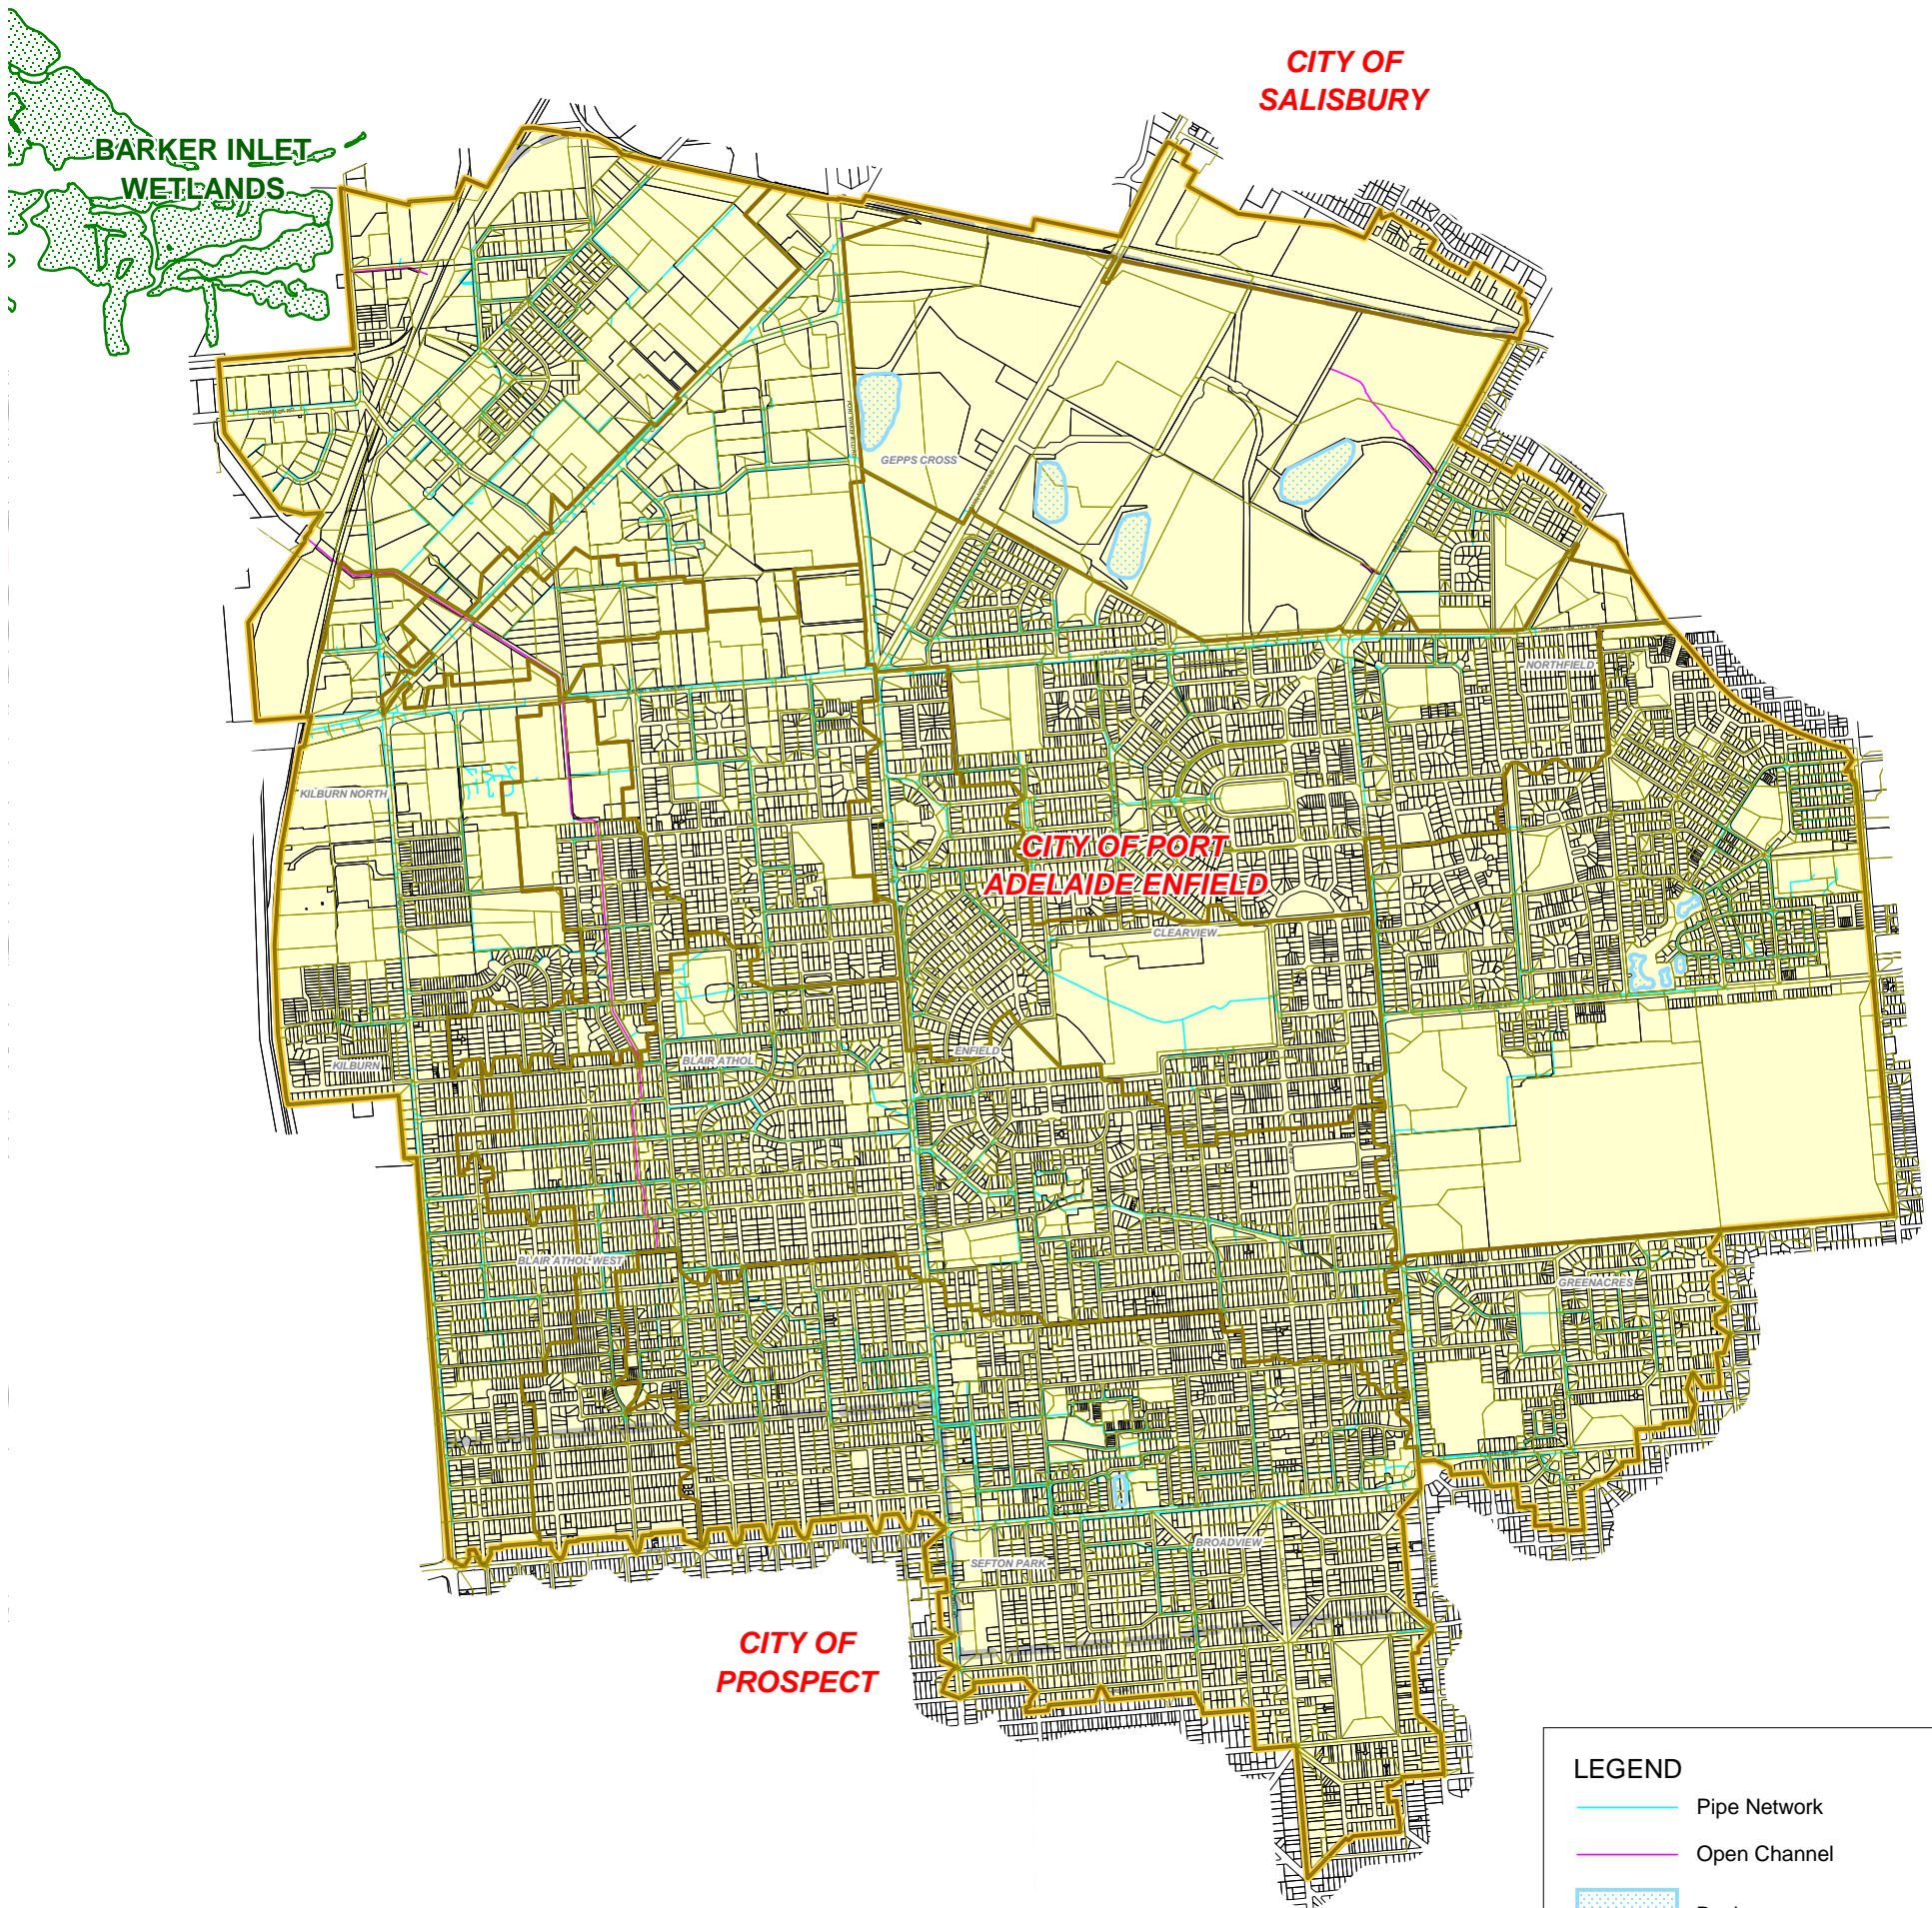 CITY OF
SALISBURY
BARKER INLET
WETLANDS
GEPPS CROSS
NORTHFIELD
KILBURN NORTH
CITY OF PORT
ADELAIDE ENFIELD
CLEARVIEW
ENFIELD
BLAIR ATHOL
KILBURN
BLAIR ATHOL WEST
GREENACRES
BROADVIEW
SEFTON PARK
CITY OF
PROSPECT
LEGEND
Pipe Network
Open Channel